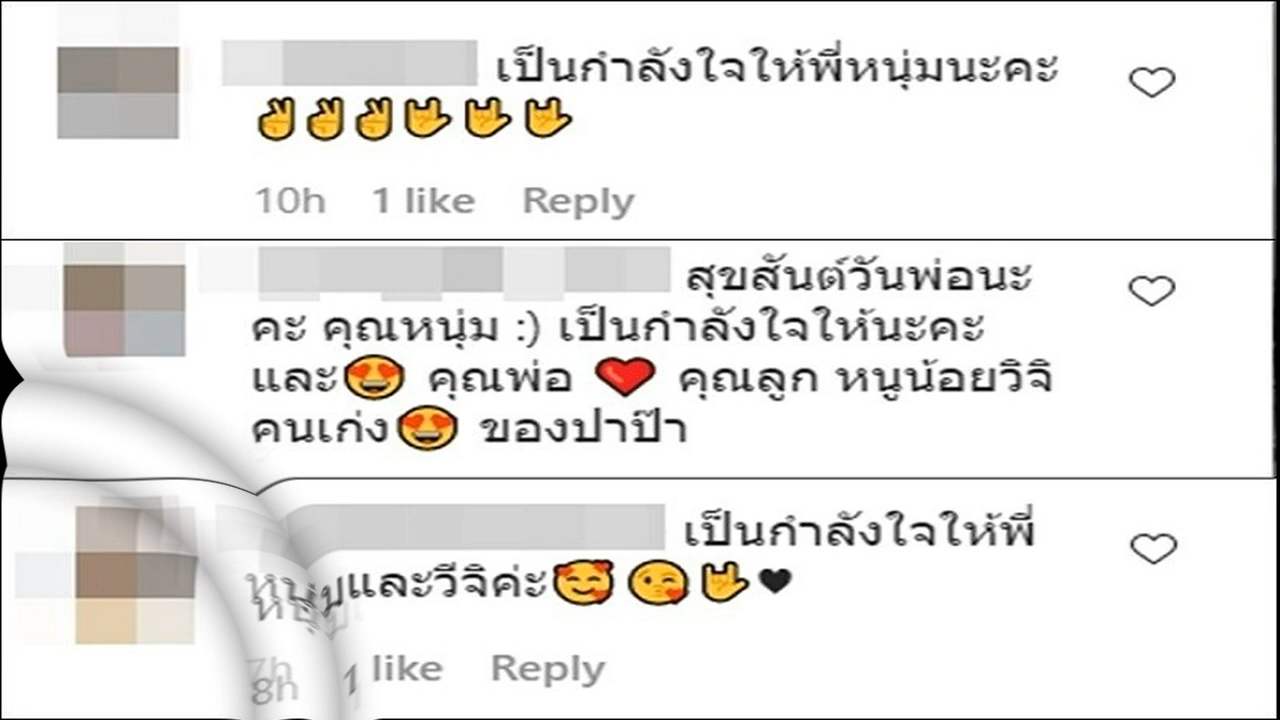 เป็นกำลังใจให้พี่หนุ่มนะคะ
✌️✌️✌️🤟🤟🤟
10h 1 like Reply
สุขสันต์วันพ่อนะ
คะ คุณหนุ่ม :) เป็นกำลังใจให้นะคะ
และ😍 คุณพ่อ ❤️ คุณลูก หนูน้อยวิจิ
คนเก่ง😍 ของปาป๊า
เป็นกำลังใจให้พี่
และวีจิค่ะ🥰 😘🤟🖤
8h 1 like Reply